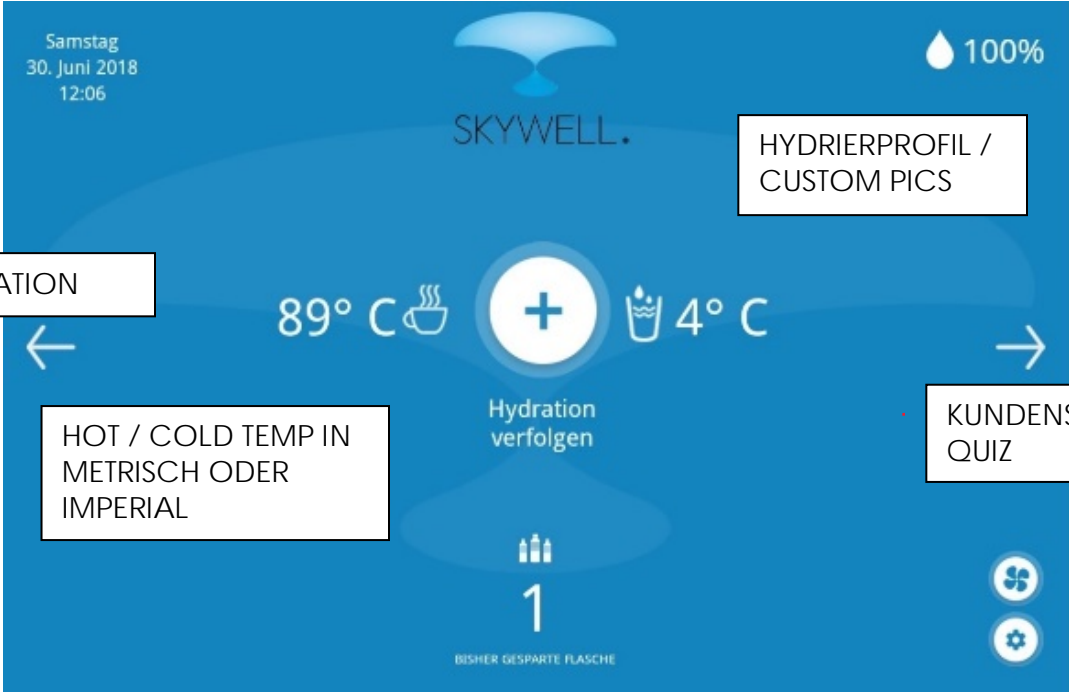 Samstag
30. Juni 2018
12:06
SKYWELL.
100%
HYDRIERPROFIL /
CUSTOM PICS
ATION
89° C
+
4° C
Hydration
verfolgen
HOT / COLD TEMP IN
METRISCH ODER
IMPERIAL
KUNDENS
QUIZ
1
BISHER GESPARTE FLASCHE